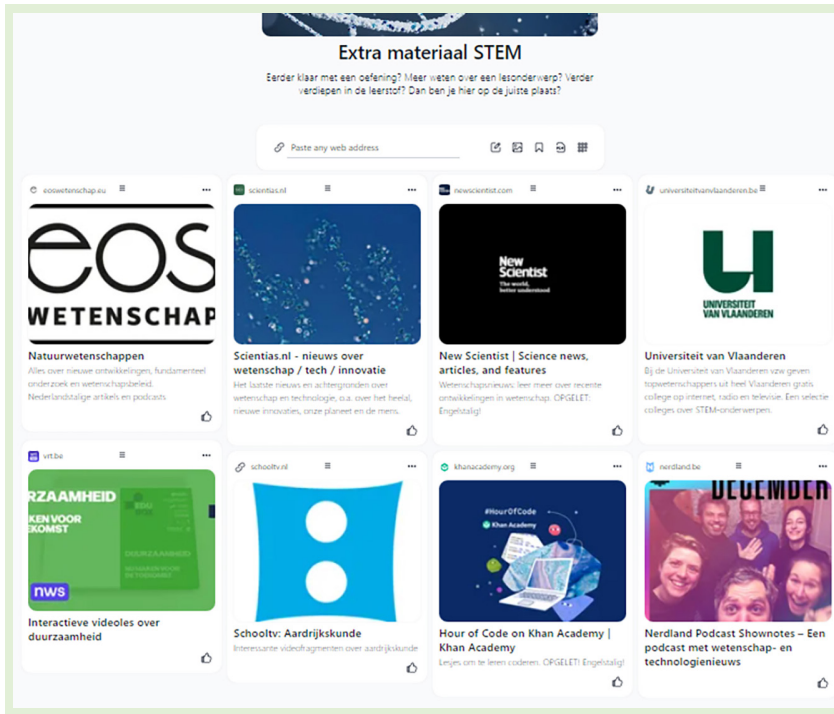 Extra materiaal STEM
Eerder klaar met een oefening? Meer weten over een lesonderwerp? Verder
verdiepen in de leerstof? Dan ben je hier op de juiste plaats?
Paste any web address
eoswetenschap.eu
eos
WETENSCHAP
Natuurwetenschappen
Alles over nieuwe ontwikkelingen, fundamenteel
onderzoek en wetenschapsbeleid.
Nederlandstalige artikels en podcasts.
scientias.nl
Scientias.nl - nieuws over
wetenschap / tech / innovatie
Het laatste nieuws en achtergronden over
wetenschap en technologie, o.a. over het heelal,
nieuwe innovaties, onze planeet en de mens.
newscientist.com
New
Scientist
The world,
better understood
New Scientist | Science news,
articles, and features
Wetenschapsnieuws: leer meer over recente
ontwikkelingen in wetenschap. OPGELET:
Engelstalig!
universiteitvanvlaanderen.be
UNIVERSITEIT
VAN VLAANDEREN
Universiteit van Vlaanderen
Bij de Universiteit van Vlaanderen vzw geven
topwetenschappers uit heel Vlaanderen gratis
college op internet, radio en televisie. Een selectie
colleges over STEM-onderwerpen.
vrt.be
RZAAMHEID
KEN VOOR
EKOMST
EDU
DUURZAAMHEID
nws
Interactieve videoles over
duurzaamheid
schooltv.nl
Schooltv: Aardrijkskunde
Interessante videofragmenten over aardrijkskunde
khanacademy.org
#HourOfCode
Khan Academy
Hour of Code on Khan Academy |
Khan Academy
Lesjes om te leren coderen. OPGELET! Engelstalig!
nerdland.be
DECEMBER
Nerdland Podcast Shownotes – Een
podcast met wetenschap- en
technologienieuws